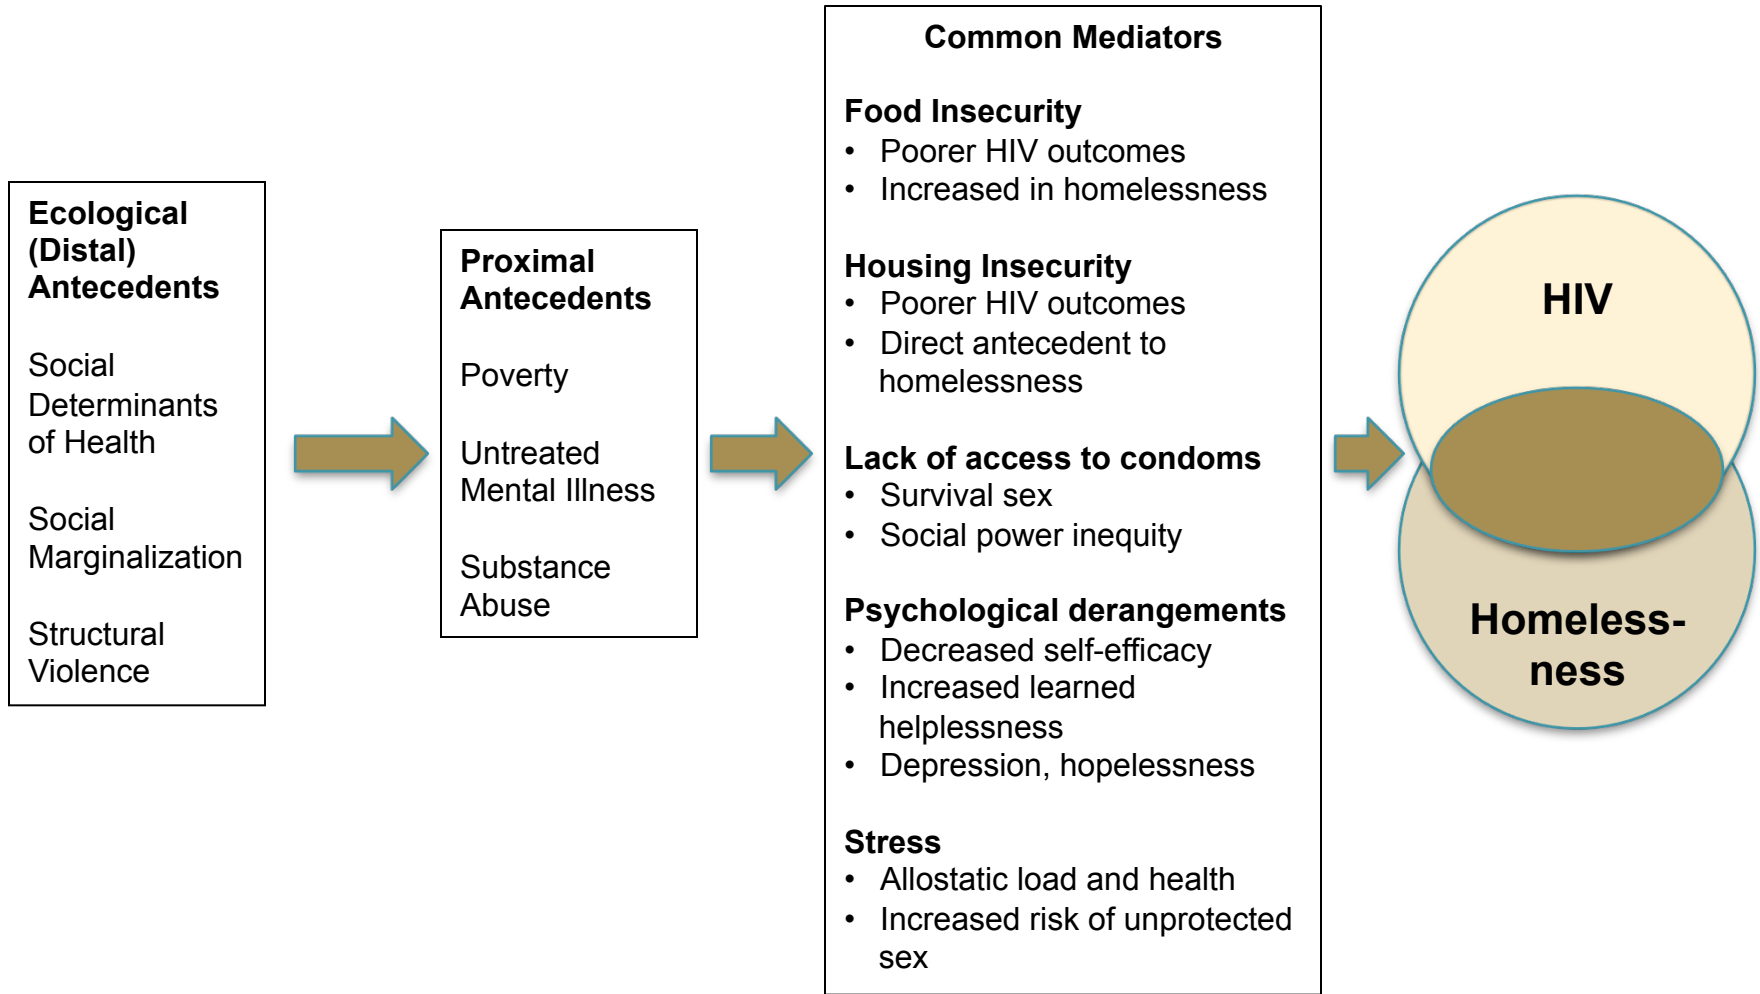 Ecological
(Distal)
Antecedents
Social
Determinants
of Health
Social
Marginalization
Structural
Violence
Proximal
Antecedents
Poverty
Untreated
Mental Illness
Substance
Abuse
Common Mediators
Food Insecurity
• Poorer HIV outcomes
• Increased in homelessness
Housing Insecurity
• Poorer HIV outcomes
• Direct antecedent to
homelessness
Lack of access to condoms
• Survival sex
• Social power inequity
Psychological derangements
• Decreased self-efficacy
• Increased learned
helplessness
• Depression, hopelessness
Stress
• Allostatic load and health
• Increased risk of unprotected
sex
HIV
Homeless-
ness